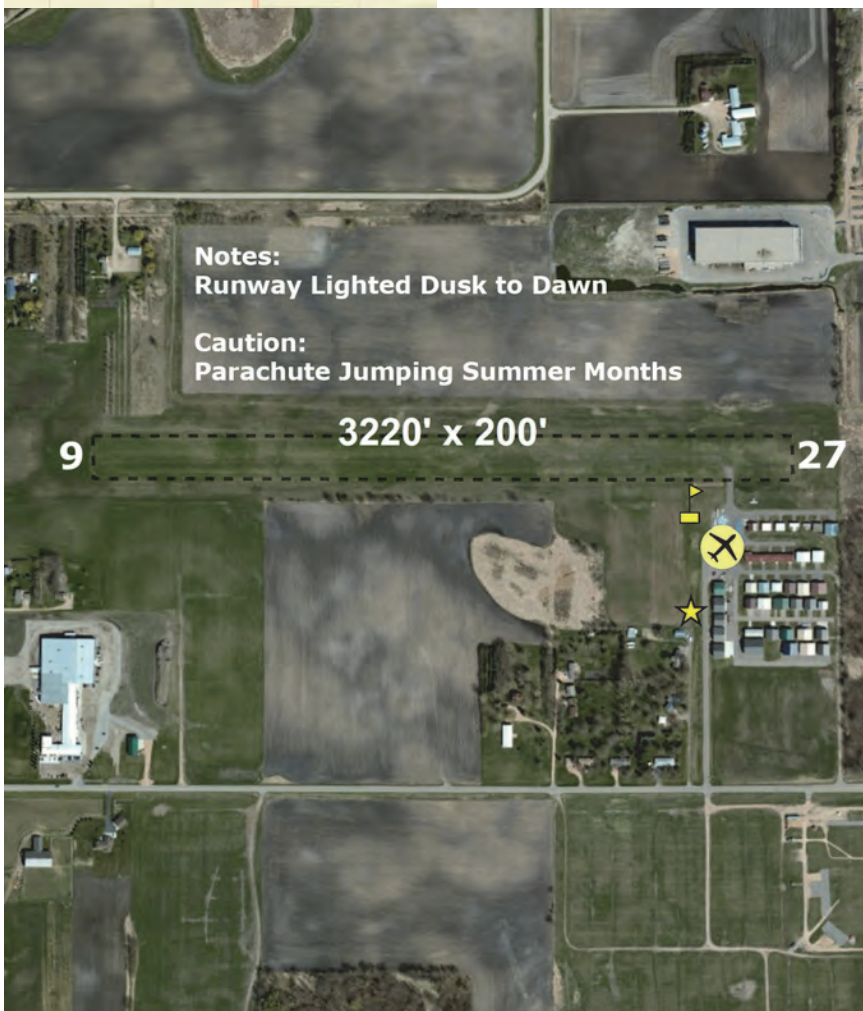 Notes:
Runway Lighted Dusk to Dawn
Caution:
Parachute Jumping Summer Months
3220' x 200'
9
27